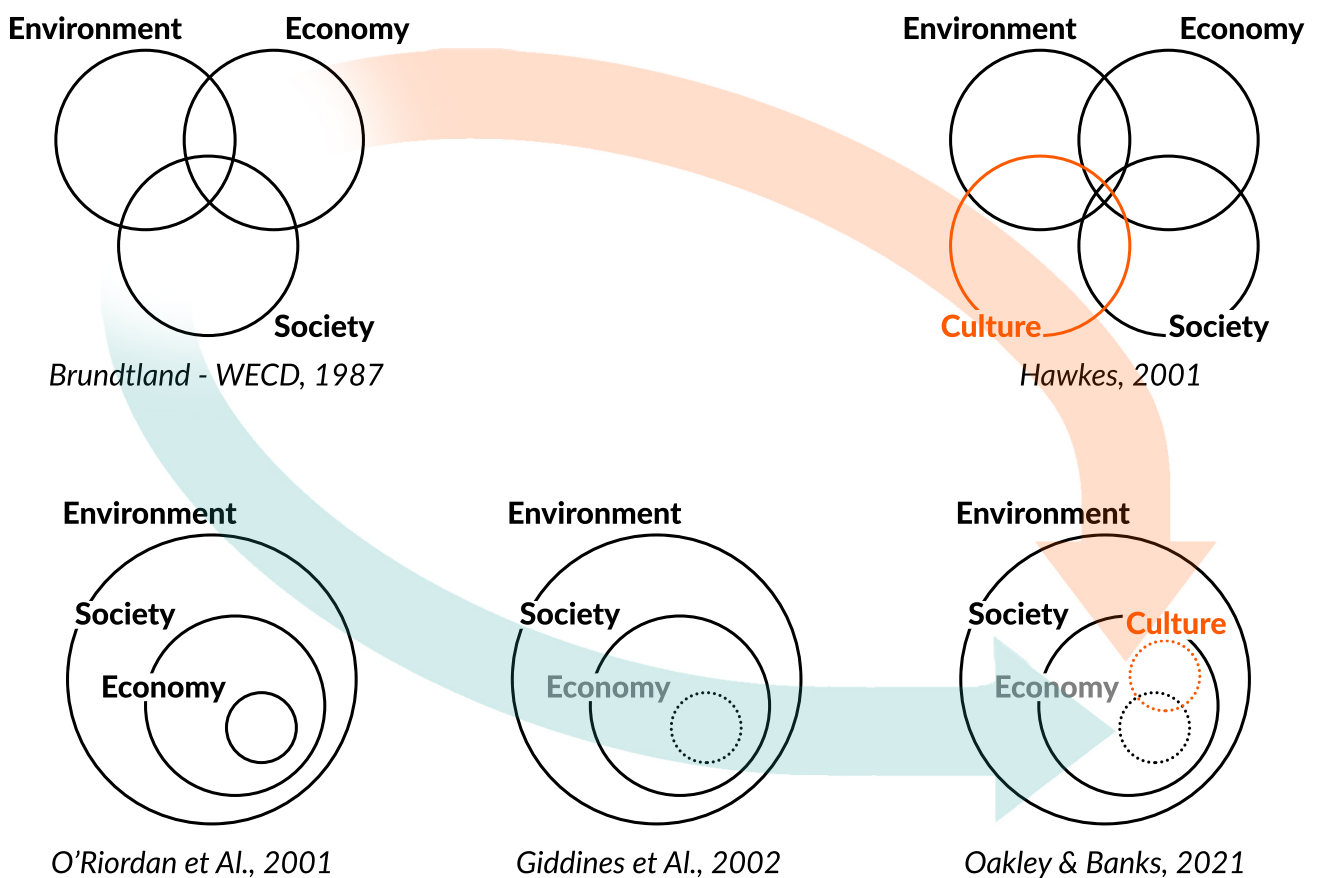 Environment
Economy
Society
Brundtland - WECD, 1987
Environment
Economy
Culture
Society
Hawkes, 2001
Environment
Society
Economy
O’Riordan et Al., 2001
Environment
Society
Economy
Giddines et Al., 2002
Environment
Society
Culture
Economy
Oakley & Banks, 2021